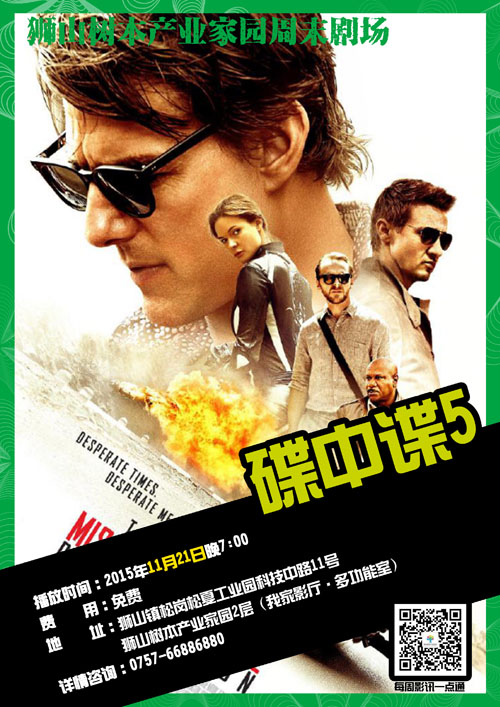 狮山树本产业家园周末剧场
DESPERATE TIMES.
DESPERATE ME
碟中谍5
播放时间：2015年11月21日晚7:00
费 用：免费
地 址：狮山镇松岗松夏工业园科技中路11号
狮山树本产业家园2层（我家影厅·多功能室）
详情咨询：0757-66886880
每周影讯一点通